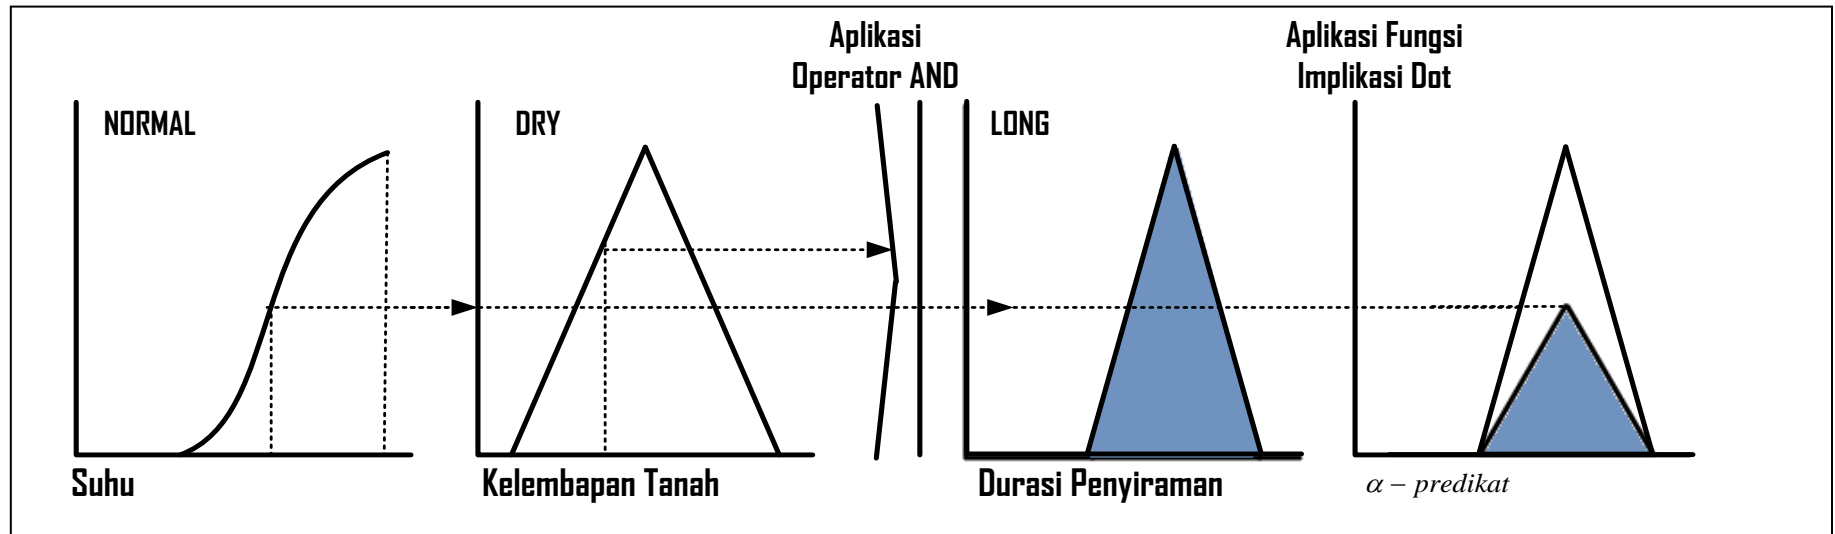 Aplikasi
Operator AND
Aplikasi Fungsi
Implikasi Dot
NORMAL
DRY
LONG
Suhu
Kelembapan Tanah
Durasi Penyiraman
α – predikat